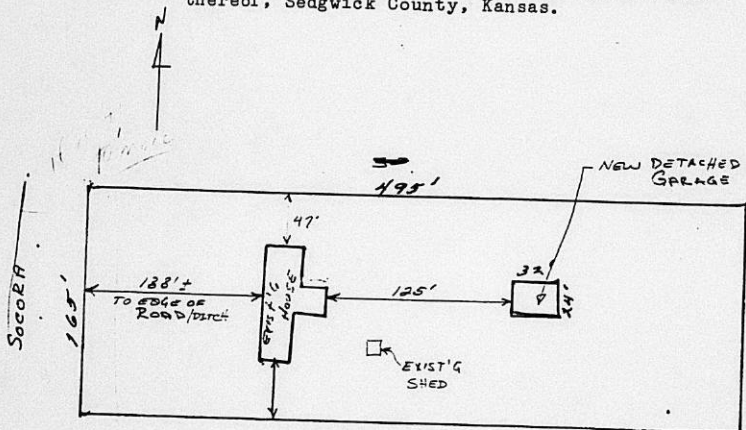 thereof, Sedgwick County, Kansas.
N
495'
NEW DETACHED
GARAGE
SOCORA
165'
47'
138'±
TO EDGE OF
ROAD/DITCH
EXIST'G
HOUSE
125'
32'
24'
EXIST'G
SHED